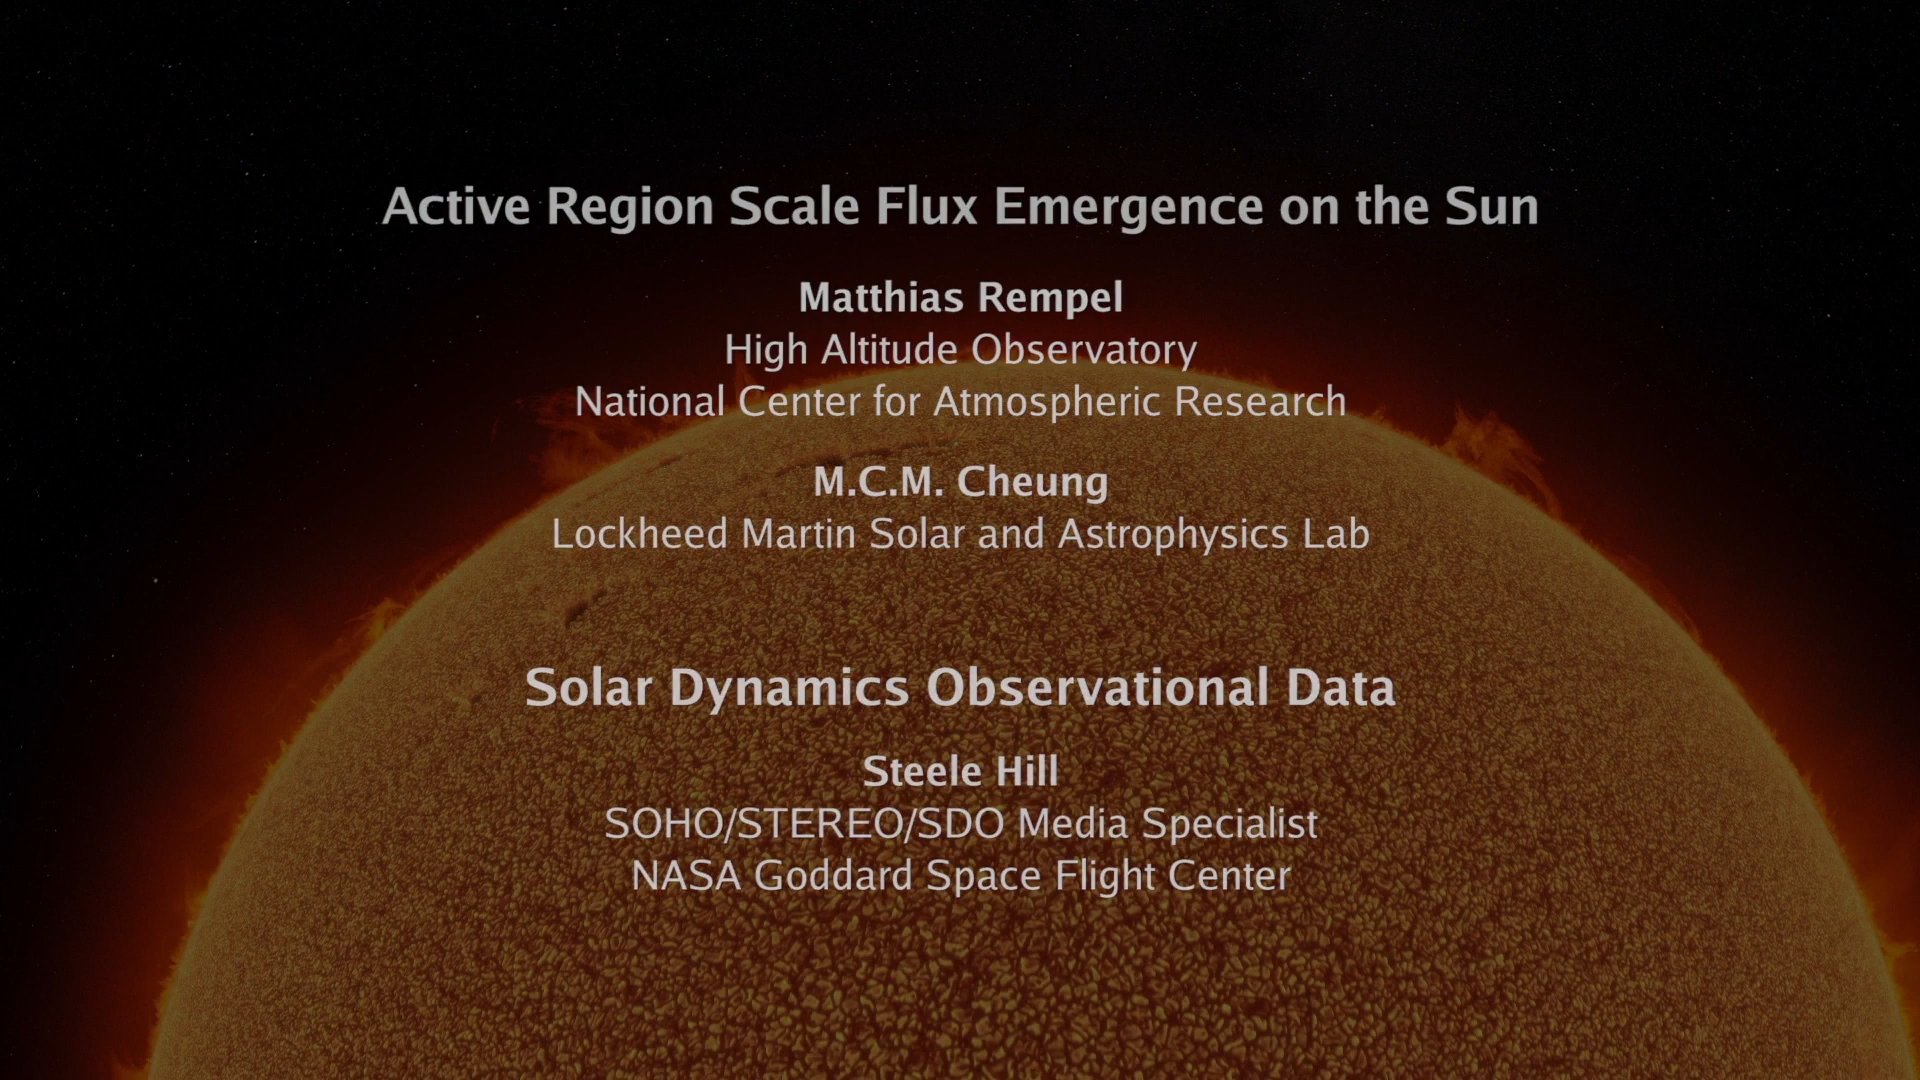 Active Region Scale Flux Emergence on the Sun
Matthias Rempel
High Altitude Observatory
National Center for Atmospheric Research
M.C.M. Cheung
Lockheed Martin Solar and Astrophysics Lab
Solar Dynamics Observational Data
Steele Hill
SOHO/STEREO/SDO Media Specialist
NASA Goddard Space Flight Center